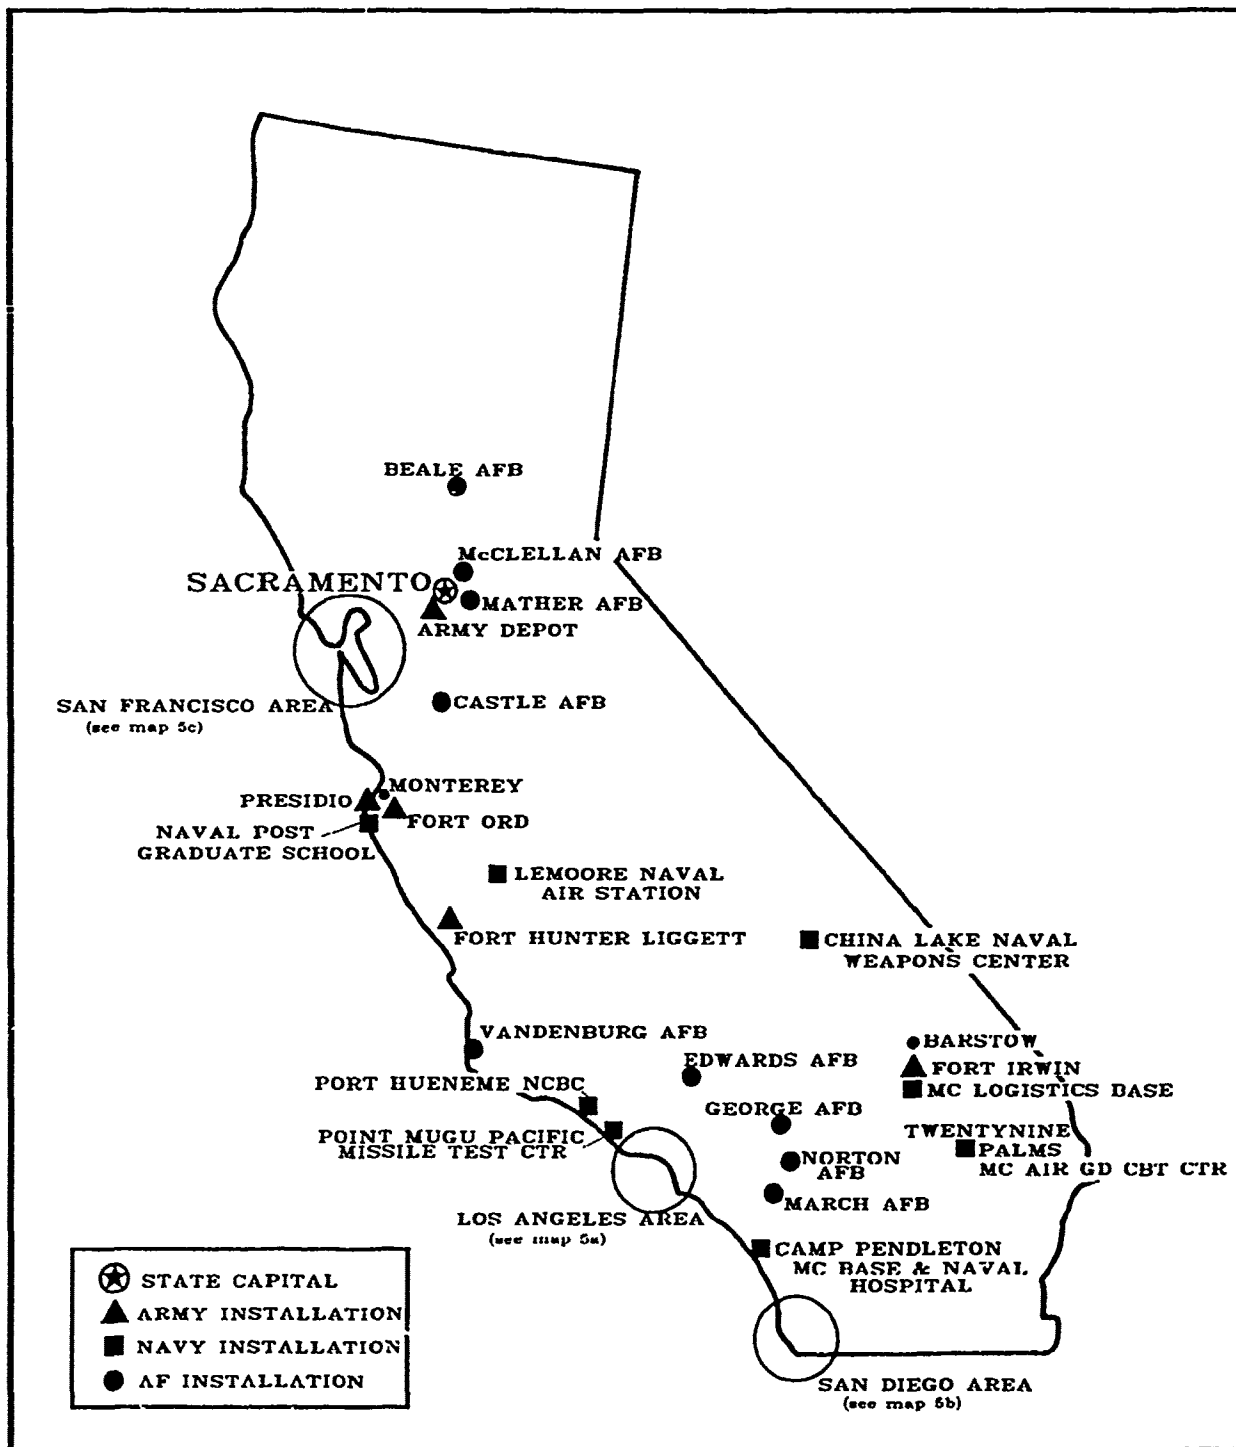 BEALE AFB
McCLELLAN AFB
SACRAMENTO
MATHER AFB
ARMY DEPOT
SAN FRANCISCO AREA
(see map 5c)
CASTLE AFB
MONTEREY
PRESIDIO
FORT ORD
NAVAL POST
GRADUATE SCHOOL
LEMOORE NAVAL
AIR STATION
FORT HUNTER LIGGETT
CHINA LAKE NAVAL
WEAPONS CENTER
VANDENBURG AFB
BARSTOW
EDWARDS AFB
FORT IRWIN
PORT HUENEME NCBC
MC LOGISTICS BASE
GEORGE AFB
POINT MUGU PACIFIC
MISSILE TEST CTR
TWENTYNINE
PALMS
MC AIR GD CBT CTR
NORTON
AFB
MARCH AFB
LOS ANGELES AREA
(see map 5a)
CAMP PENDLETON
MC BASE & NAVAL
HOSPITAL
STATE CAPITAL
ARMY INSTALLATION
NAVY INSTALLATION
AF INSTALLATION
SAN DIEGO AREA
(see map 5b)